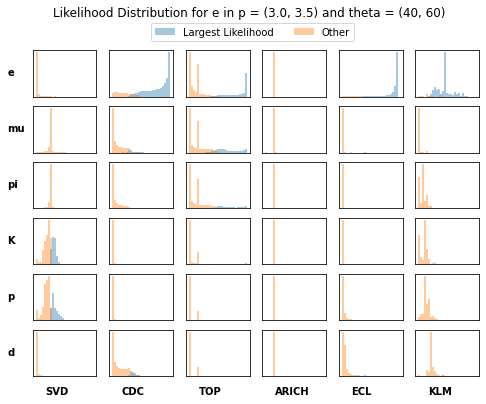 Likelihood Distribution for e in p = (3.0, 3.5) and theta = (40, 60)
Largest Likelihood Other
e
mu
pi
K
p
d
SVD CDC TOP ARICH ECL KLM